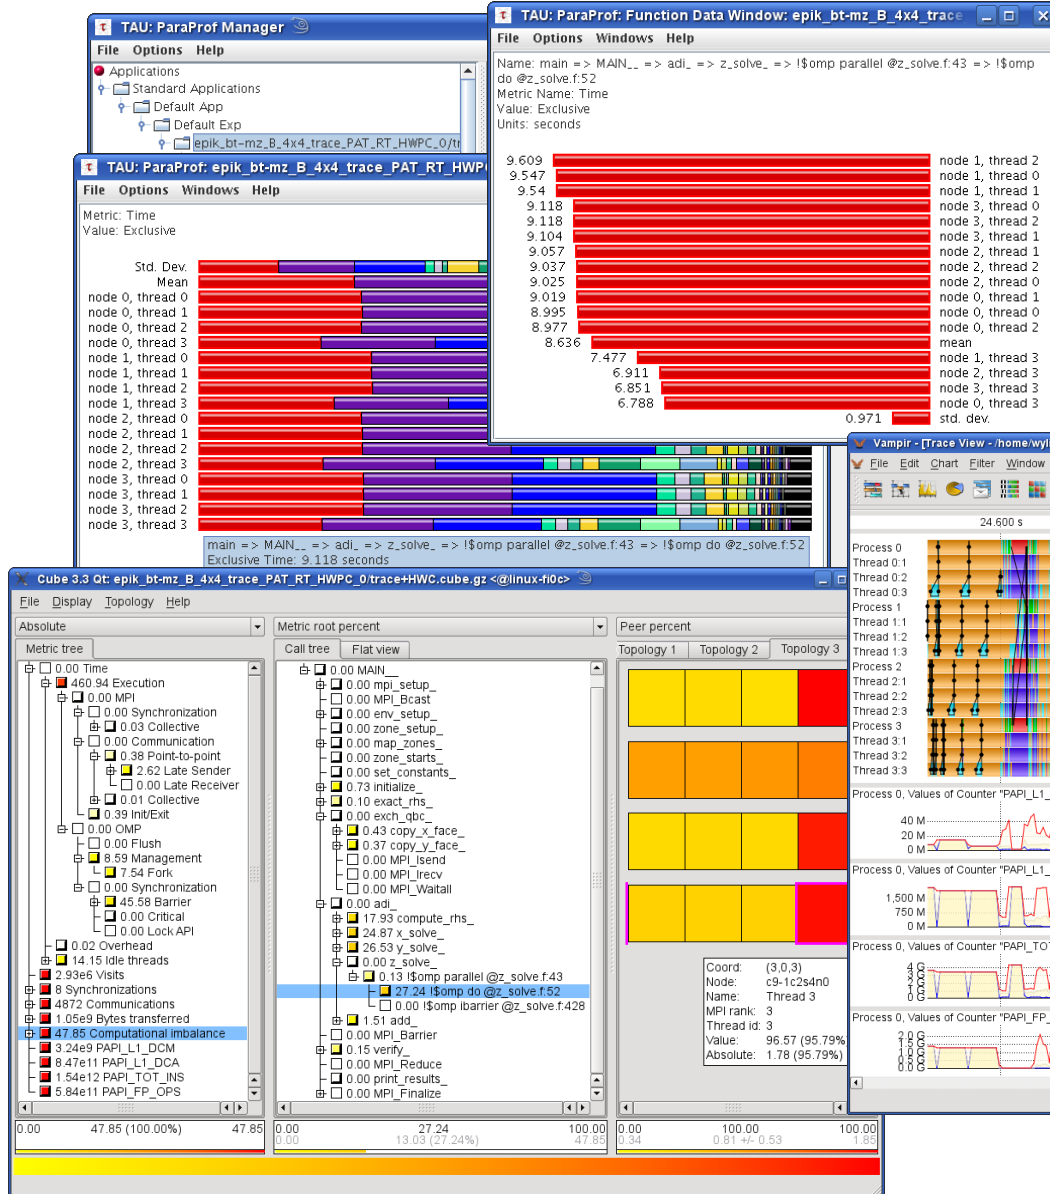 TAU: ParaProf Manager
File Options Help
Applications
Standard Applications
Default App
Default Exp
epik_bt-mz_B_4x4_trace_PAT_RT_HWPC_0/tr
TAU: ParaProf: Function Data Window: epik_bt-mz_B_4x4_trace
File Options Windows Help
Name: main => MAIN__ => adi_ => z_solve_ => !$omp parallel @z_solve.f:43 => !$omp
do @z_solve.f:52
Metric Name: Time
Value: Exclusive
Units: seconds
9.609 node 1, thread 2
9.547 node 1, thread 0
9.54 node 1, thread 1
9.118 node 3, thread 0
9.118 node 3, thread 2
9.104 node 3, thread 1
9.057 node 2, thread 1
9.037 node 2, thread 2
9.025 node 2, thread 0
9.019 node 0, thread 1
8.995 node 0, thread 0
8.977 node 0, thread 2
8.636 mean
7.477 node 1, thread 3
6.911 node 2, thread 3
6.851 node 3, thread 3
6.788 node 0, thread 3
0.971 std. dev.
TAU: ParaProf: epik_bt-mz_B_4x4_trace_PAT_RT_HWP
File Options Windows Help
Metric: Time
Value: Exclusive
Std. Dev.
Mean
node 0, thread 0
node 0, thread 1
node 0, thread 2
node 0, thread 3
node 1, thread 0
node 1, thread 1
node 1, thread 2
node 1, thread 3
node 2, thread 0
node 2, thread 1
node 2, thread 2
node 2, thread 3
node 3, thread 0
node 3, thread 1
node 3, thread 2
node 3, thread 3
main => MAIN__ => adi_ => z_solve_ => !$omp parallel @z_solve.f:43 => !$omp do @z_solve.f:52
Exclusive Time: 9.118 seconds
Vampir - [Trace View - /home/wyl
File Edit Chart Filter Window
24.600 s
Process 0
Thread 0:1
Thread 0:2
Thread 0:3
Process 1
Thread 1:1
Thread 1:2
Thread 1:3
Process 2
Thread 2:1
Thread 2:2
Thread 2:3
Process 3
Thread 3:1
Thread 3:2
Thread 3:3
Process 0, Values of Counter "PAPI_L1_
40 M
20 M
0 M
Process 0, Values of Counter "PAPI_L1_
1,500 M
750 M
0 M
Process 0, Values of Counter "PAPI_TOT
4 G
3 G
2 G
1 G
0 G
Process 0, Values of Counter "PAPI_FP_
2.0 G
1.5 G
1.0 G
0.5 G
0.0 G
Cube 3.3 Qt: epik_bt-mz_B_4x4_trace_PAT_RT_HWPC_0/trace+HWC.cube.gz <@linux-fi0c>
File Display Topology Help
Absolute
Metric tree
0.00 Time
460.94 Execution
0.00 MPI
0.00 Synchronization
0.03 Collective
0.00 Communication
0.38 Point-to-point
2.62 Late Sender
0.00 Late Receiver
0.01 Collective
0.39 Init/Exit
0.00 OMP
0.00 Flush
8.59 Management
7.54 Fork
0.00 Synchronization
45.58 Barrier
0.00 Critical
0.00 Lock API
0.02 Overhead
14.15 Idle threads
2.93e6 Visits
8 Synchronizations
4872 Communications
1.05e9 Bytes transferred
47.85 Computational imbalance
3.24e9 PAPI_L1_DCM
8.47e11 PAPI_L1_DCA
1.54e12 PAPI_TOT_INS
5.84e11 PAPI_FP_OPS
0.00 47.85 (100.00%) 47.85
Metric root percent
Call tree Flat view
0.00 MAIN__
0.00 mpi_setup_
0.00 MPI_Bcast
0.00 env_setup_
0.00 zone_setup_
0.00 map_zones_
0.00 zone_starts_
0.00 set_constants_
0.73 initialize_
0.10 exact_rhs_
0.00 exch_qbc_
0.43 copy_x_face_
0.37 copy_y_face_
0.00 MPI_Isend
0.00 MPI_Irecv
0.00 MPI_Waitall
0.00 adi_
17.93 compute_rhs_
24.87 x_solve_
26.53 y_solve_
0.00 z_solve_
0.13 !$omp parallel @z_solve.f:43
27.24 !$omp do @z_solve.f:52
0.00 !$omp ibarrier @z_solve.f:428
1.51 add_
0.00 MPI_Barrier
0.15 verify_
0.00 MPI_Reduce
0.00 print_results_
0.00 MPI_Finalize
0.00 27.24 100.00
0.00 13.03 (27.24%) 47.85
Peer percent
Topology 1 Topology 2 Topology 3
Coord: (3,0,3)
Node: c9-1c2s4n0
Name: Thread 3
MPI rank: 3
Thread id: 3
Value: 96.57 (95.79%
Absolute: 1.78 (95.79%)
0.00 100.00 100.00
0.34 0.81 +/- 0.53 1.85